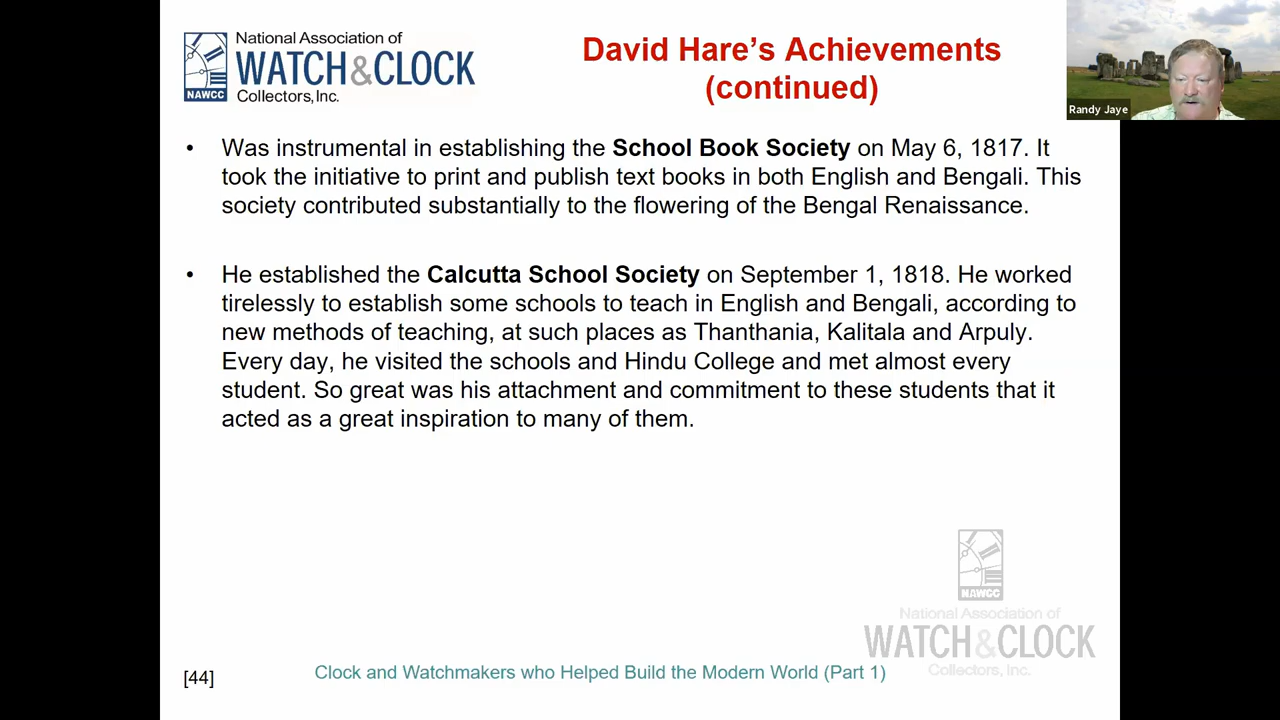 National Association of
WATCH&CLOCK
Collectors, Inc.
NAWCC
David Hare's Achievements
(continued)
Randy Jaye
• Was instrumental in establishing the School Book Society on May 6, 1817. It
took the initiative to print and publish text books in both English and Bengali. This
society contributed substantially to the flowering of the Bengal Renaissance.
• He established the Calcutta School Society on September 1, 1818. He worked
tirelessly to establish some schools to teach in English and Bengali, according to
new methods of teaching, at such places as Thanthania, Kalitala and Arpuly.
Every day, he visited the schools and Hindu College and met almost every
student. So great was his attachment and commitment to these students that it
acted as a great inspiration to many of them.
NAWCC
National Association of
WATCH&CLOCK
Collectors, Inc.
[44]
Clock and Watchmakers who Helped Build the Modern World (Part 1)